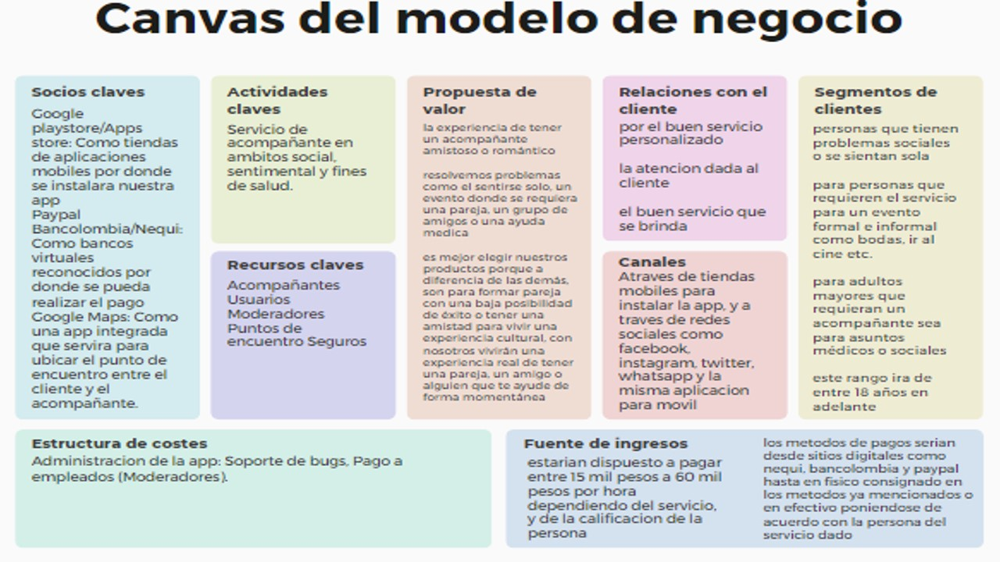 Canvas del modelo de negocio
Socios claves
Google
playstore/Apps
store: Como tiendas
de aplicaciones
mobiles por donde
se instalara nuestra
app
Paypal
Bancolombia/Nequi:
Como bancos
virtuales
reconocidos por
donde se pueda
realizar el pago
Google Maps: Como
una app integrada
que servira para
ubicar el punto de
encuentro entre el
cliente y el
acompañante.
Actividades
claves
Servicio de
acompañante en
ambitos social,
sentimental y fines
de salud.
Recursos claves
Acompañantes
Usuarios
Moderadores
Puntos de
encuentro Seguros
Propuesta de
valor
la experiencia de tener
un acompañante
amistoso o romántico
resolvemos problemas
como el sentirse solo, un
evento donde se requiera
una pareja, un grupo de
amigos o una ayuda
medica
es mejor elegir nuestros
productos porque a
diferencia de las demás,
son para formar pareja
con una baja posibilidad
de éxito o tener una
amistad para vivir una
experiencia cultural, con
nosotros vivirán una
experiencia real de tener
una pareja, un amigo o
alguien que te ayude de
forma momentánea
Relaciones con el
cliente
por el buen servicio
personalizado
la atencion dada al
cliente
el buen servicio que
se brinda
Canales
Atraves de tiendas
mobiles para
instalar la app, y a
traves de redes
sociales como
facebook,
instagram, twitter,
whatsapp y la
misma aplicacion
para movil
Segmentos de
clientes
personas que tienen
problemas sociales
o se sientan sola
para personas que
requieren el servicio
para un evento
formal e informal
como bodas, ir al
cine etc.
para adultos
mayores que
requieran un
acompañante sea
para asuntos
médicos o sociales
este rango ira de
entre 18 años en
adelante
Estructura de costes
Administracion de la app: Soporte de bugs, Pago a
empleados (Moderadores).
Fuente de ingresos
estarian dispuesto a pagar
entre 15 mil pesos a 60 mil
pesos por hora
dependiendo del servicio,
y de la calificacion de la
persona
los metodos de pagos serian
desde sitios digitales como
nequi, bancolombia y paypal
hasta en fisico consignado en
los metodos ya mencionados o
en efectivo poniendose de
acuerdo con la persona del
servicio dado